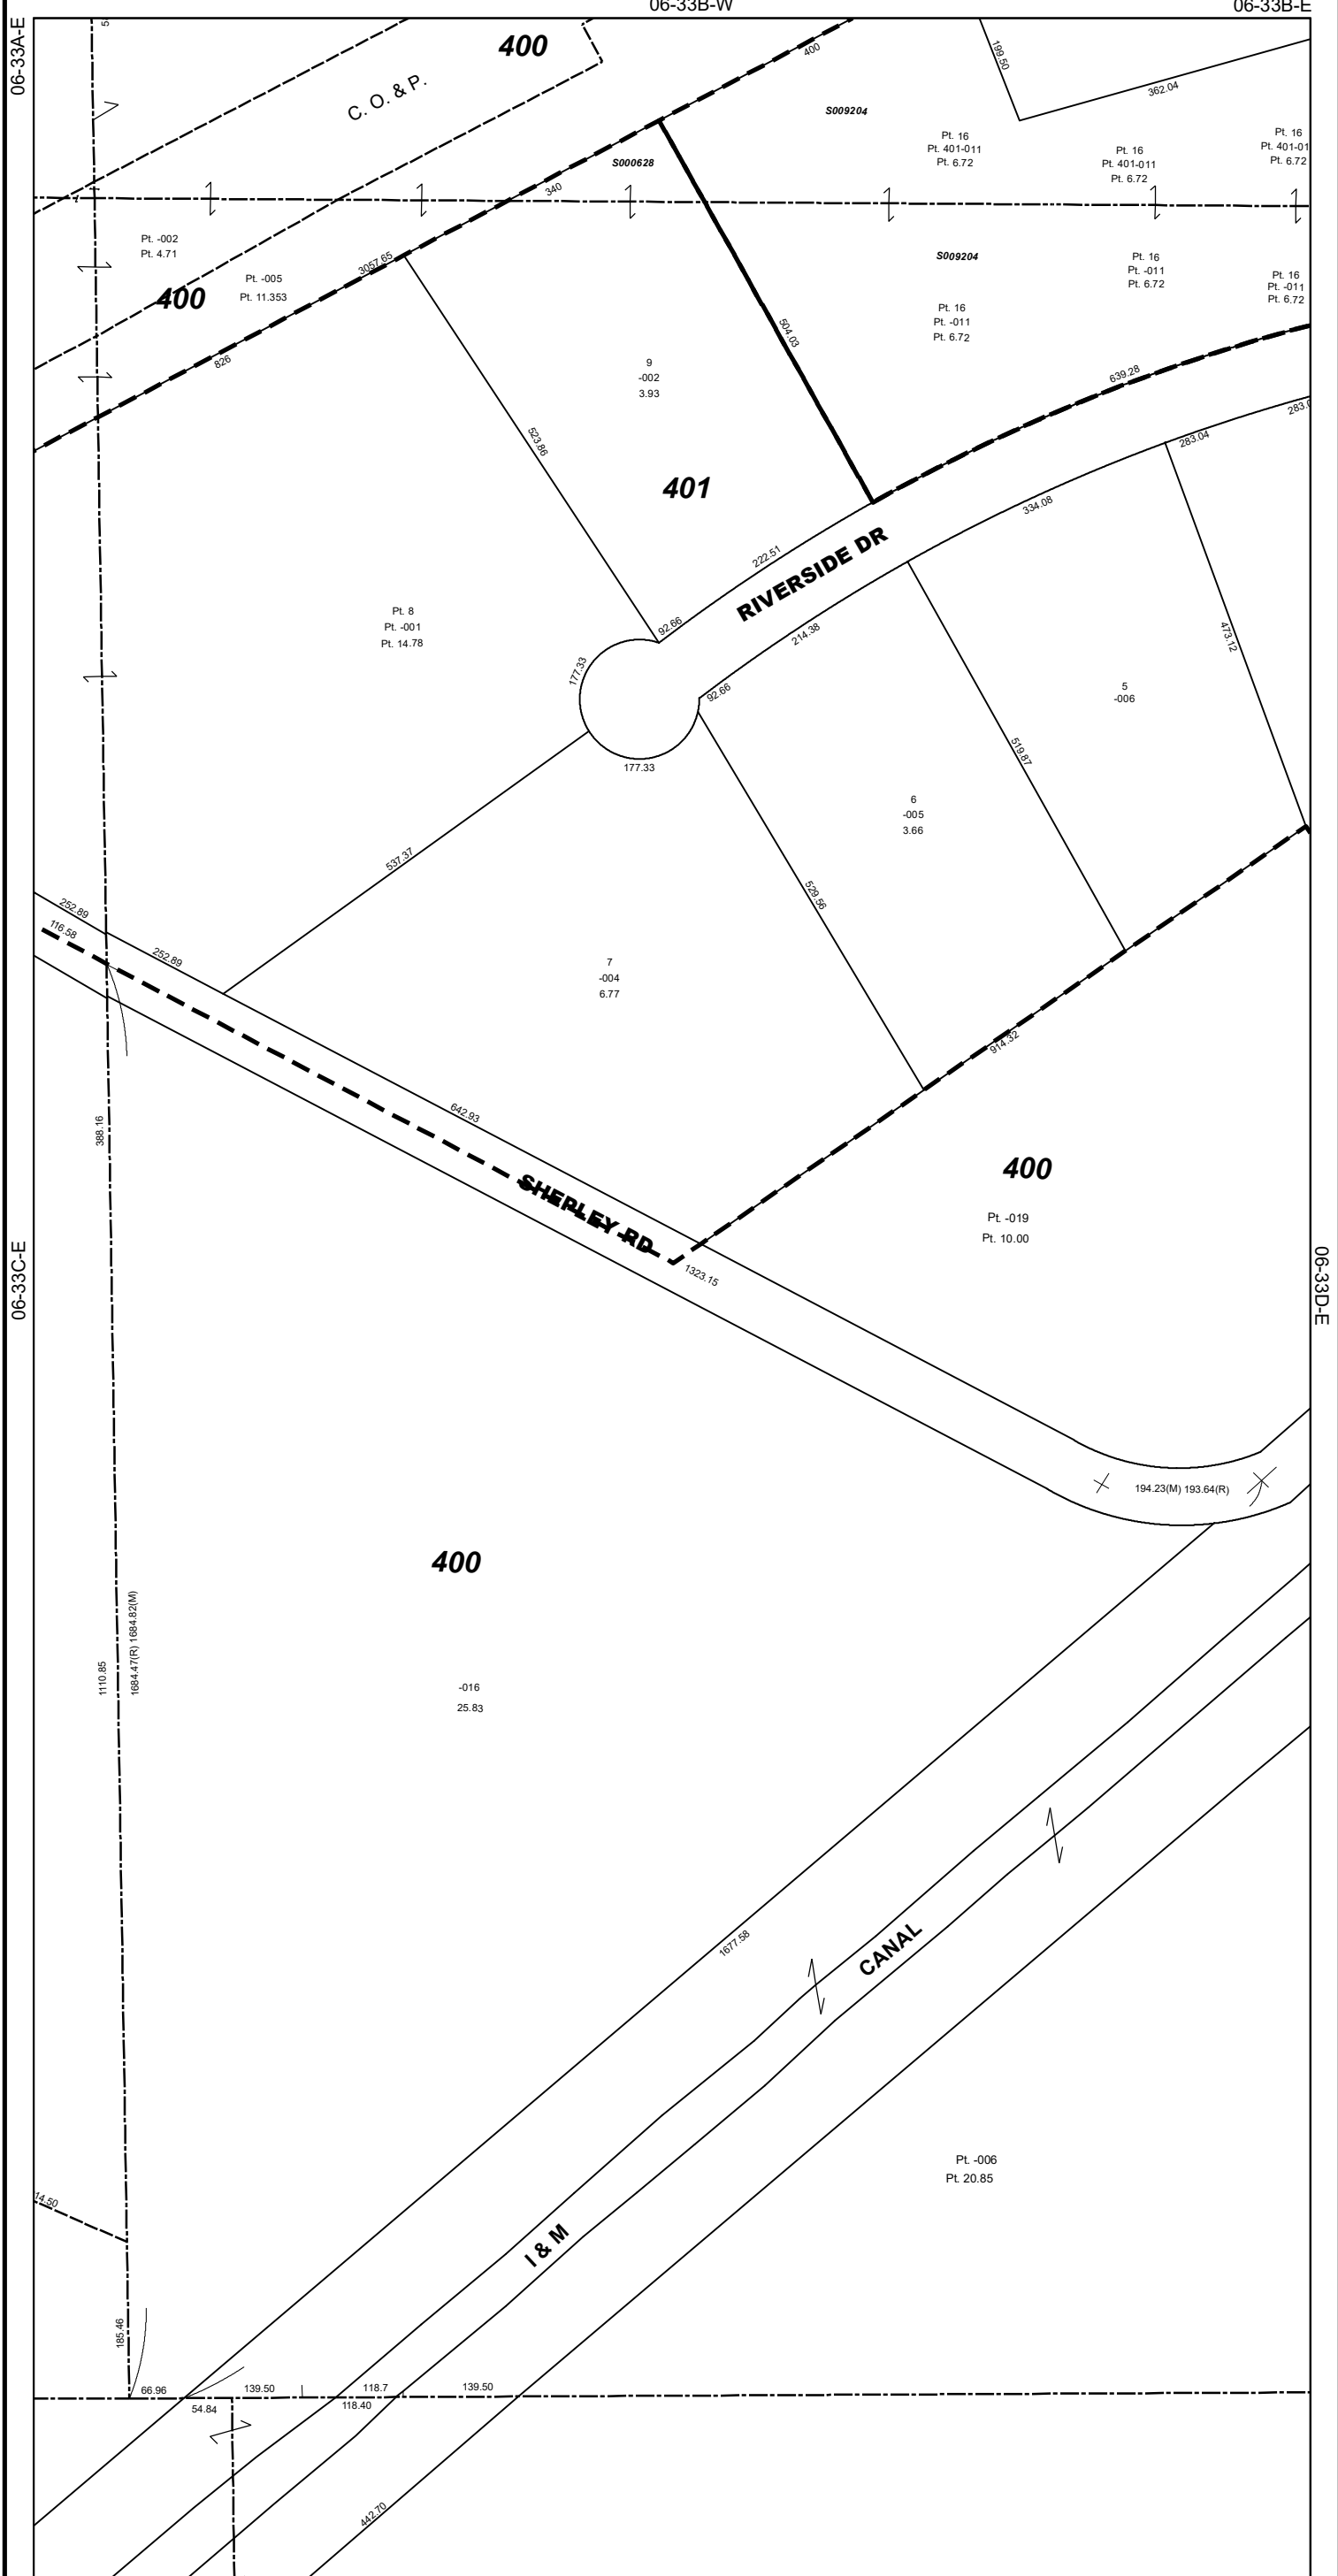 06-33B-W
06-33B-E
06-33A-E
5
400
C. O. & P.
400
199.50
362.04
S009204
Pt. 16
Pt. 401-011
Pt. 6.72
Pt. 16
Pt. 401-011
Pt. 6.72
Pt. 16
Pt. 401-01
Pt. 6.72
S000628
340
Pt. -002
Pt. 4.71
3057.65
Pt. -005
Pt. 11.353
400
S009204
Pt. 16
-011
Pt. -011
Pt. 6.72
Pt. 16
Pt. -011
Pt. 6.72
Pt. 16
Pt. -011
Pt. 6.72
504.03
826
9
-002
3.93
639.28
283.0
283.04
523.86
401
334.08
222.51
RIVERSIDE DR
Pt. 8
Pt. -001
Pt. 14.78
92.66
214.38
473.12
177.33
92.66
5
-006
177.33
519.87
6
-005
3.66
537.37
529.56
252.89
116.58
252.89
7
-004
6.77
914.32
642.93
388.16
400
SHEPLEY RD
Pt. -019
Pt. 10.00
1323.15
06-33C-E
06-33D-E
194.23(M) 193.64(R)
400
1684.47(R) 1684.82(M)
1110.85
-016
25.83
1677.58
CANAL
Pt. -006
Pt. 20.85
14.50
I & M
185.46
66.96
139.50
118.7
139.50
54.84
118.40
442.70